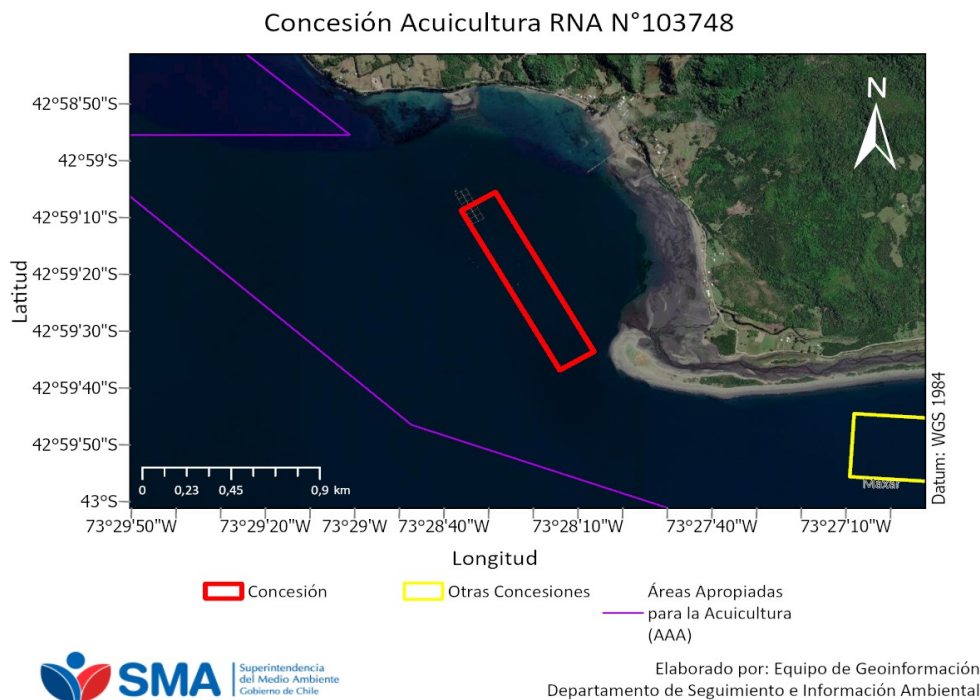 Concesión Acuicultura RNA N°103748
N
42°58'50"S
42°59'S
42°59'10"S
42°59'20"S
42°59'30"S
42°59'40"S
42°59'50"S
43°S
Latitud
0 0,23 0,45 0,9 km
Maxar
Datum: WGS 1984
73°29'50"W 73°29'20"W 73°29'W 73°28'40"W 73°28'10"W 73°27'40"W 73°27'10"W
Longitud
Concesión
Otras Concesiones
Áreas Apropiadas
para la Acuicultura
(AAA)
SMA
Superintendencia
del Medio Ambiente
Gobierno de Chile
Elaborado por: Equipo de Geoinformación
Departamento de Seguimiento e Información Ambiental